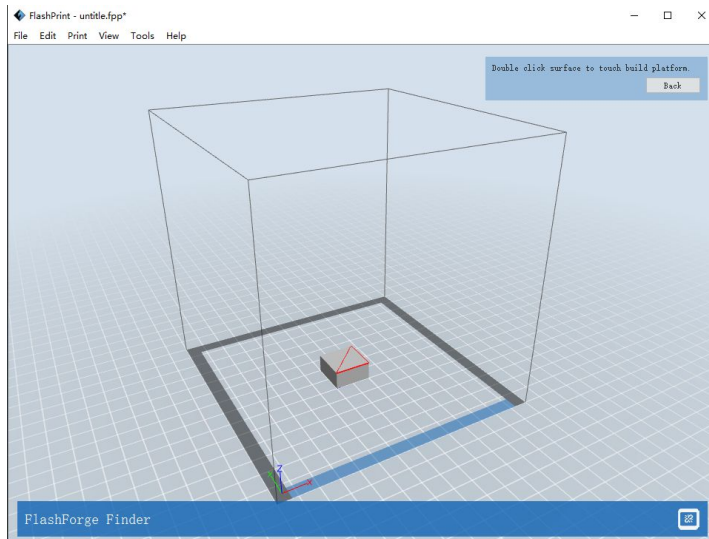 FlashPrint - untitle.fpp*
File Edit Print View Tools Help
Double click surface to touch build platform.
Back
Z
X
FlashForge Finder